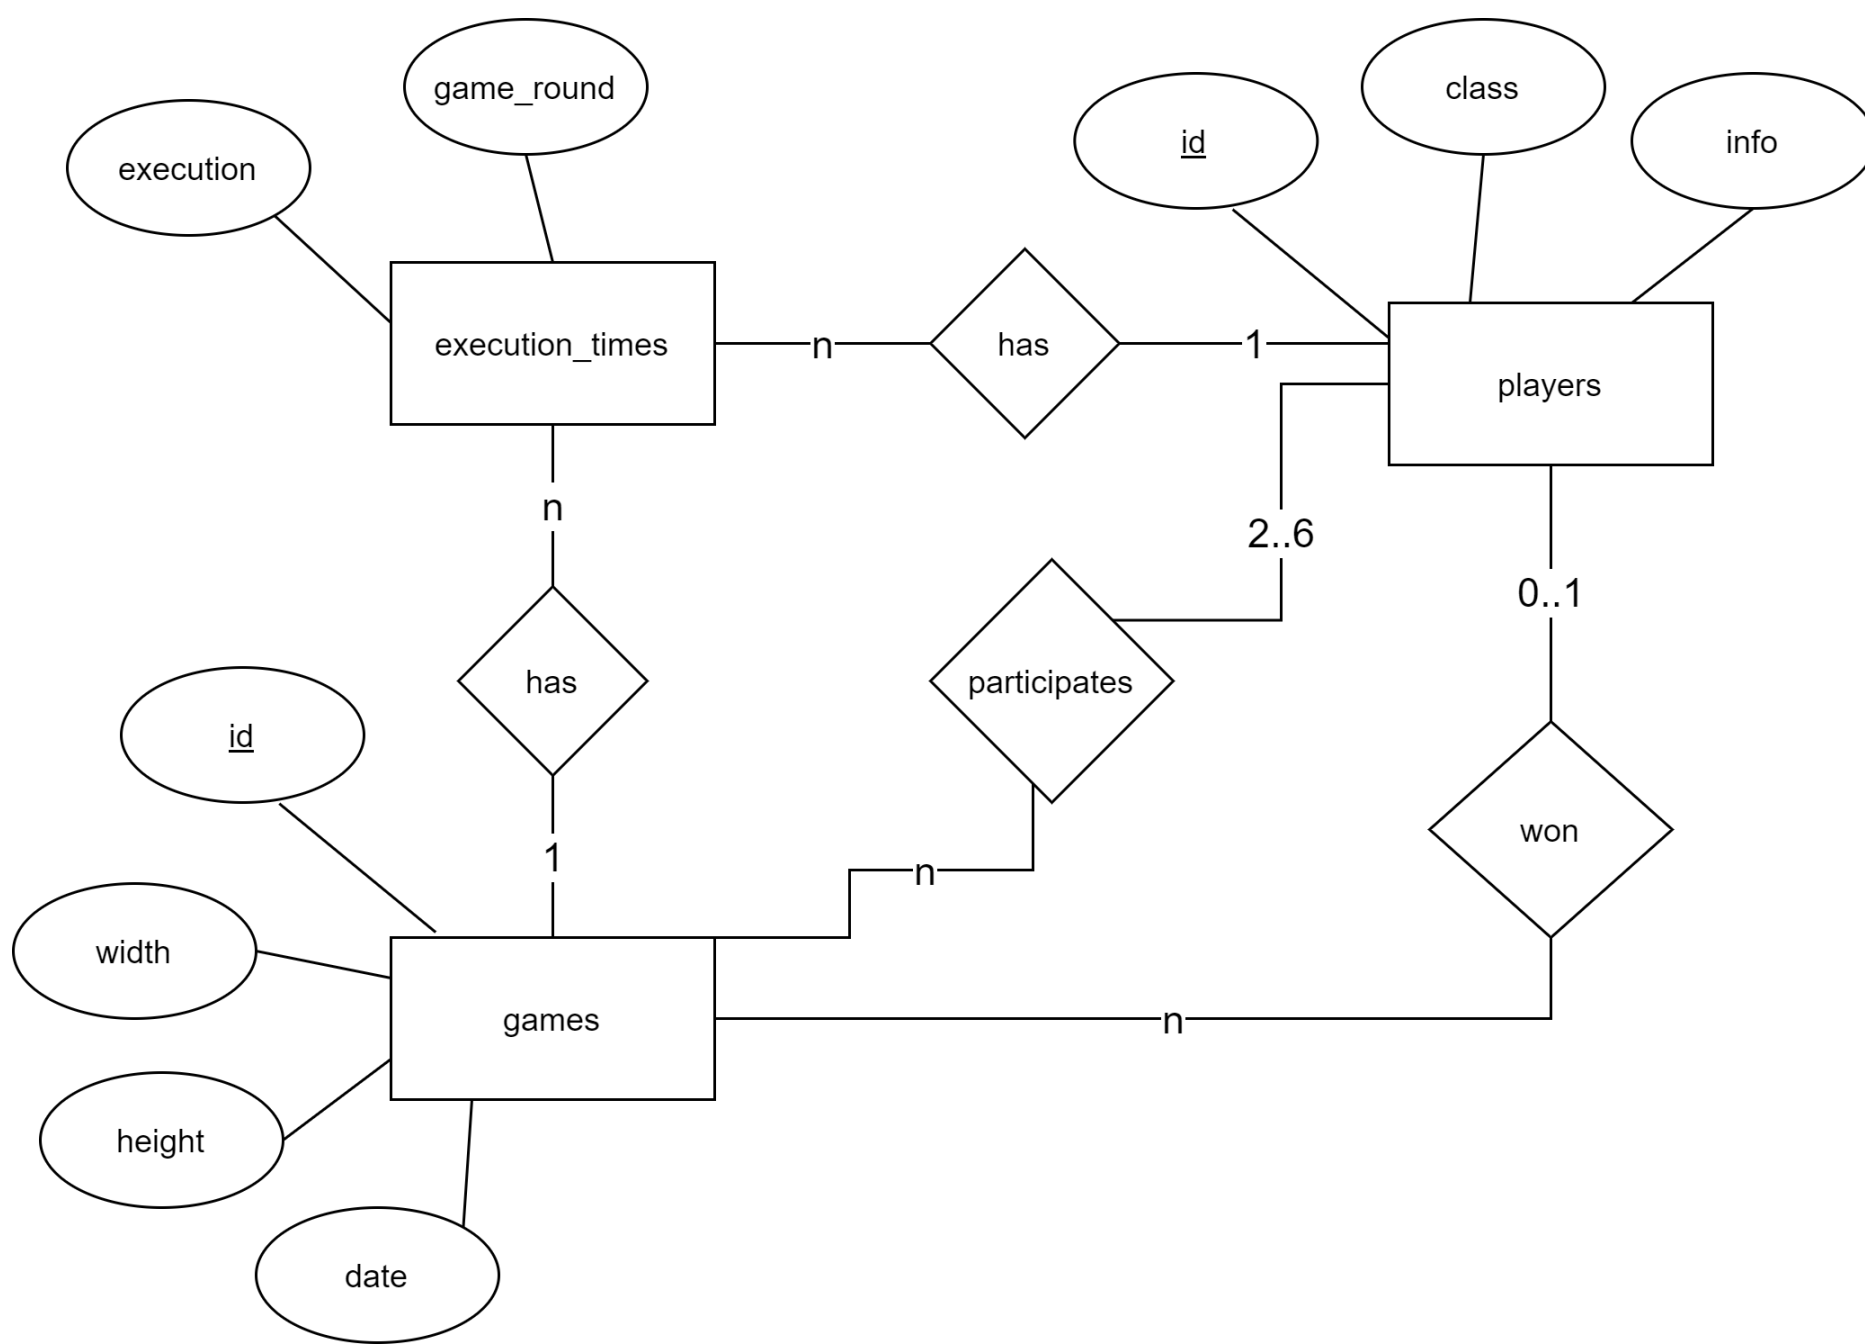 game_round
class
execution
id
info
execution_times
n
has
1
players
n
2..6
0..1
has
participates
id
won
1
n
width
games
n
height
date